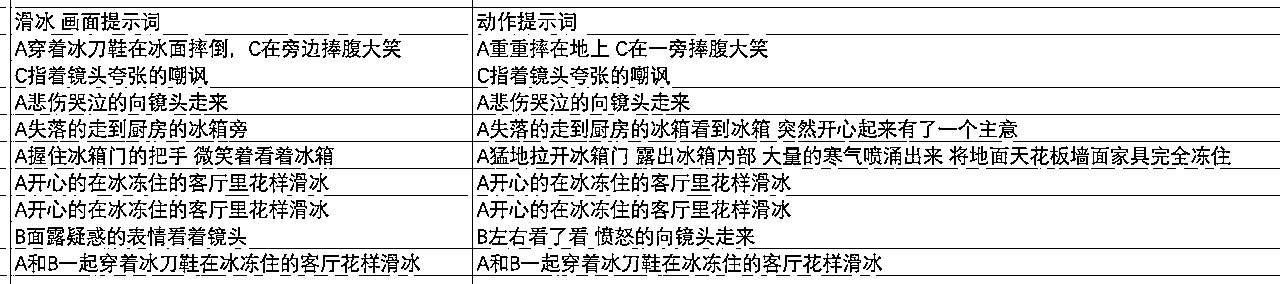 滑冰 画面提示词 动作提示词
A穿着冰刀鞋在冰面摔倒，C在旁边捧腹大笑 A重重摔在地上 C在一旁捧腹大笑
C指着镜头夸张的嘲讽 C指着镜头夸张的嘲讽
A悲伤哭泣的向镜头走来 A悲伤哭泣的向镜头走来
A失落的走到厨房的冰箱旁 A失落的走到厨房的冰箱看到冰箱 突然开心起来有了一个主意
A握住冰箱门的把手 微笑着看着冰箱 A猛地拉开冰箱门 露出冰箱内部 大量的寒气喷涌出来 将地面天花板墙面家具完全冻住
A开心的在冰冻住的客厅里花样滑冰 A开心的在冰冻住的客厅里花样滑冰
A开心的在冰冻住的客厅里花样滑冰 A开心的在冰冻住的客厅里花样滑冰
B面露疑惑的表情看着镜头 B左右看了看 愤怒的向镜头走来
A和B一起穿着冰刀鞋在冰冻住的客厅花样滑冰 A和B一起穿着冰刀鞋在冰冻住的客厅花样滑冰